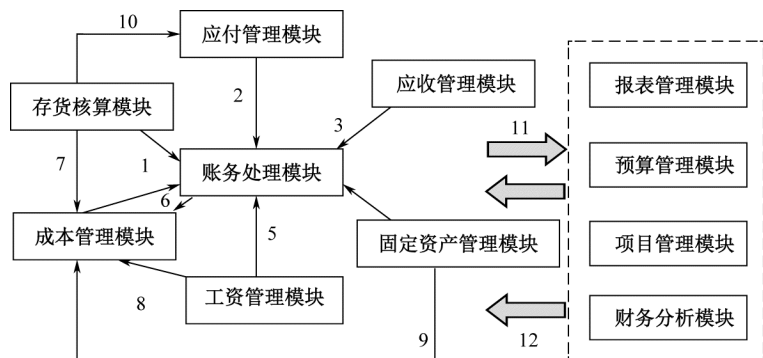 10
应付管理模块
应收管理模块
报表管理模块
存货核算模块
2
3
11
7
1
账务处理模块
预算管理模块
6
成本管理模块
5
固定资产管理模块
项目管理模块
8
工资管理模块
9
12
财务分析模块